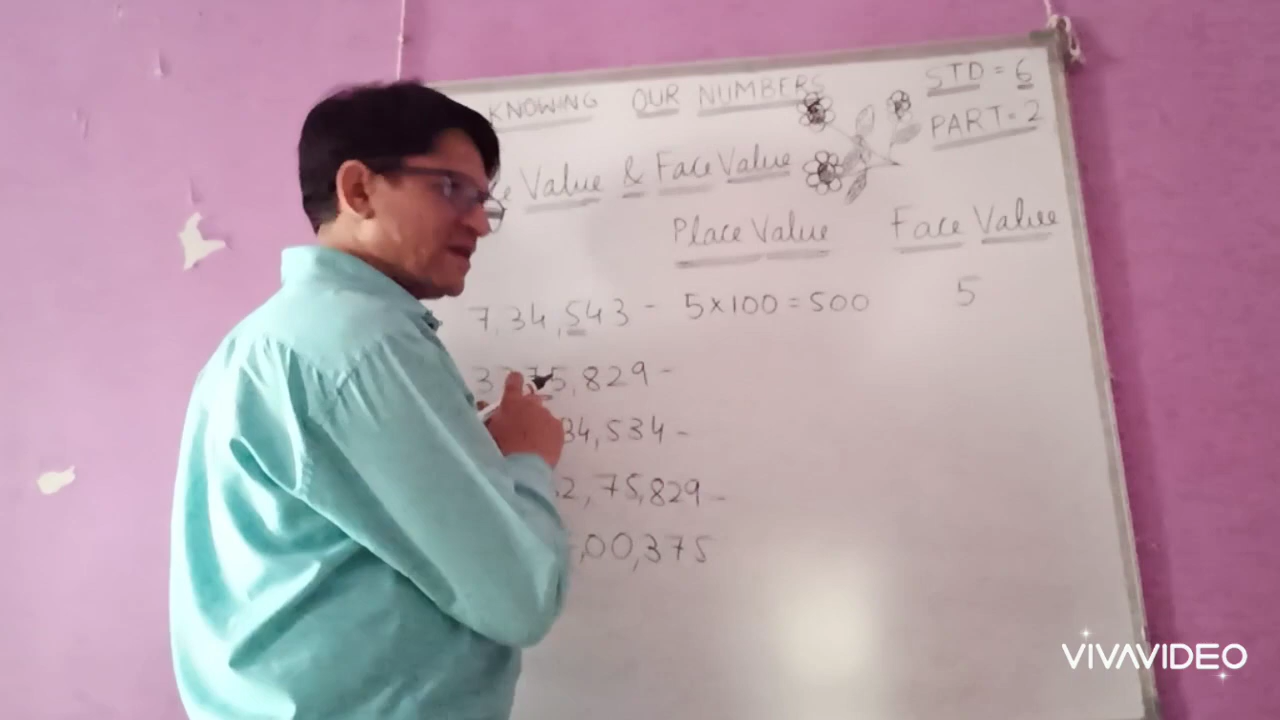 KNOWING OUR NUMBERS
STD = 6
PART = 2
Value & Face Value
Place Value Face Value
7,34,543 - 5×100 = 500 5
5,829 -
34,534 -
2,75,829 -
,00,375
VIVAVIDEO